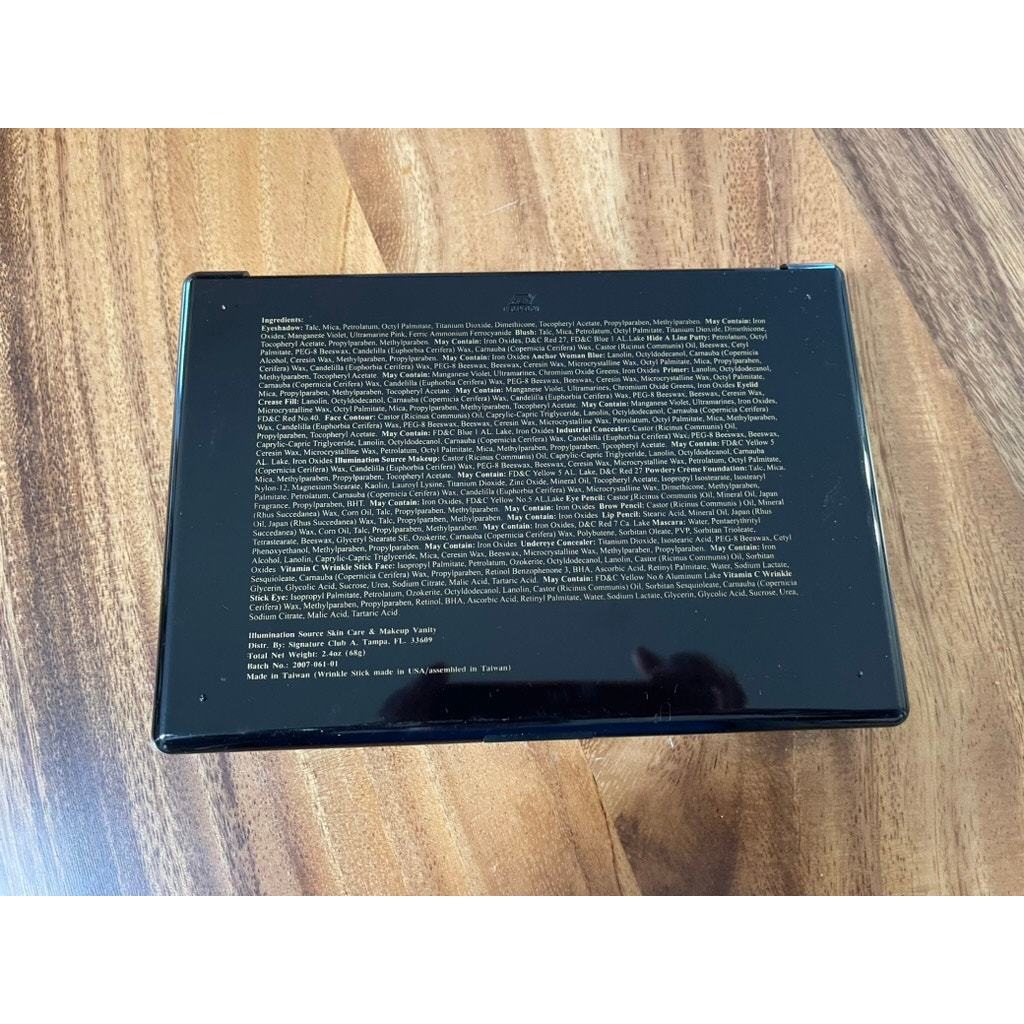 Ingredients:
Eyeshadow: Talc, Mica, Petrolatum, Octyl Palmitate, Titanium Dioxide, Dimethicone, Tocopheryl Acetate, Propylparaben, Methylparaben. May Contain: Iron
Oxides, Manganese Violet, Ultramarine Pink, Ferric Ammonium Ferrocyanide Blush: Talc, Mica, Petrolatum, Octyl Palmitate, Titanium Dioxide, Dimethicone,
Tocopheryl Acetate, Propylparaben, Methylparaben. May Contain: Iron Oxides, D&C Red 27, FD&C Blue 1 AL.Lake Hide A Line Putty: Petrolatum, Octyl
Palmitate, PEG-8 Beeswax, Candelilla (Euphorbia Cerifera) Wax, Carnauba (Copernicia Cerifera) Wax, Castor (Ricinus Communis) Oil, Beeswax, Cetyl
Alcohol, Ceresin Wax, Methylparaben, Propylparaben. May Contain: Iron Oxides Anchor Woman Blue: Lanolin, Octyldodecanol, Carnauba (Copernicia
Cerifera) Wax, Candelilla (Euphorbia Cerifera) Wax, PEG-8 Beeswax, Beeswax, Ceresin Wax, Microcrystalline Wax, Octyl Palmitate, Mica, Propylparaben,
Methylparaben, Tocopheryl Acetate. May Contain: Manganese Violet, Ultramarines, Chromium Oxide Greens, Iron Oxides Primer: Lanolin, Octyldodecanol,
Carnauba (Copernicia Cerifera) Wax, Candelilla (Euphorbia Cerifera) Wax, PEG-8 Beeswax, Beeswax, Ceresin Wax, Microcrystalline Wax, Octyl Palmitate,
Mica, Propylparaben, Methylparaben, Tocopheryl Acetate. May Contain: Manganese Violet, Ultramarines, Chromium Oxide Greens, Iron Oxides Eyelid
Crease Fill: Lanolin, Octyldodecanol, Carnauba (Copernicia Cerifera) Wax, Candelilla (Euphorbia Cerifera) Wax, PEG-8 Beeswax, Beeswax, Ceresin Wax,
Microcrystalline Wax, Octyl Palmitate, Mica, Propylparaben, Methylparaben, Tocopheryl Acetate. May Contain: Manganese Violet, Ultramarines, Iron Oxides,
FD&C Red No.40. Face Contour: Castor (Ricinus Communis) Oil, Caprylic-Capric Triglyceride, Lanolin, Octyldodecanol, Carnauba (Copernicia Cerifera)
Wax, Candelilla (Euphorbia Cerifera) Wax, PEG-8 Beeswax, Beeswax, Ceresin Wax, Microcrystalline Wax, Petrolatum, Octyl Palmitate, Mica, Methylparaben,
Propylparaben, Tocopheryl Acetate. May Contain: FD&C Blue 1 AL. Lake, Iron Oxides Industrial Concealer: Castor (Ricinus Communis) Oil,
Caprylic-Capric Triglyceride, Lanolin, Octyldodecanol, Carnauba (Copernicia Cerifera) Wax, Candelilla (Euphorbia Cerifera) Wax, PEG-8 Beeswax, Beeswax,
Ceresin Wax, Microcrystalline Wax, Petrolatum, Octyl Palmitate, Mica, Methylparaben, Propylparaben, Tocopheryl Acetate. May Contain: FD&C Yellow 5
AL. Lake, Iron Oxides Illumination Source Makeup: Castor (Ricinus Communis) Oil, Caprylic-Capric Triglyceride, Lanolin, Octyldodecanol, Carnauba
(Copernicia Cerifera) Wax, Candelilla (Euphorbia Cerifera) Wax, PEG-8 Beeswax, Beeswax, Ceresin Wax, Microcrystalline Wax, Petrolatum, Octyl Palmitate,
Mica, Methylparaben, Propylparaben, Tocopheryl Acetate. May Contain: FD&C Yellow 5 AL. Lake, D&C Red 27 Powdery Crème Foundation: Talc, Mica,
Nylon-12, Magnesium Stearate, Kaolin, Lauroyl Lysine, Titanium Dioxide, Zinc Oxide, Mineral Oil, Tocopheryl Acetate, Isopropyl Isostearate, Isostearyl
Palmitate, Petrolatum, Carnauba (Copernicia Cerifera) Wax, Candelilla (Euphorbia Cerifera) Wax, Microcrystalline Wax, Dimethicone, Methylparaben,
Fragrance, Propylparaben, BHT. May Contain: Iron Oxides, FD&C Yellow No.5 AL.Lake Eye Pencil: Castor (Ricinus Communis )Oil, Mineral Oil, Japan
(Rhus Succedanea) Wax, Corn Oil, Talc, Propylparaben, Methylparaben. May Contain: Iron Oxides Brow Pencil: Castor (Ricinus Communis ) Oil, Mineral
Oil, Japan (Rhus Succedanea) Wax, Talc, Propylparaben, Methylparaben. May Contain: Iron Oxides Lip Pencil: Stearic Acid, Mineral Oil, Japan (Rhus
Succedanea) Wax, Corn Oil, Talc, Propylparaben, Methylparaben. May Contain: Iron Oxides, D&C Red 7 Ca. Lake Mascara: Water, Pentaerythrityl
Tetrastearate, Beeswax, Glyceryl Stearate SE, Ozokerite, Carnauba (Copernicia Cerifera) Wax, Polybutene, Sorbitan Oleate, PVP, Sorbitan Trioleate,
Phenoxyethanol, Methylparaben, Propylparaben. May Contain: Iron Oxides Undereye Concealer: Titanium Dioxide, Isostearic Acid, PEG-8 Beeswax, Cetyl
Alcohol, Lanolin, Caprylic-Capric Triglyceride, Mica, Ceresin Wax, Beeswax, Microcrystalline Wax, Methylparaben, Propylparaben. May Contain: Iron
Oxides Vitamin C Wrinkle Stick Face: Isopropyl Palmitate, Petrolatum, Ozokerite, Octyldodecanol, Lanolin, Castor (Ricinus Communis) Oil, Sorbitan
Sesquioleate, Carnauba (Copernicia Cerifera) Wax, Propylparaben, Retinol Benzophenone 3, BHA, Ascorbic Acid, Retinyl Palmitate, Water, Sodium Lactate,
Glycerin, Glycolic Acid, Sucrose, Urea, Sodium Citrate, Malic Acid, Tartaric Acid. May Contain: FD&C Yellow No.6 Aluminum Lake Vitamin C Wrinkle
Stick Eye: Isopropyl Palmitate, Petrolatum, Ozokerite, Octyldodecanol, Lanolin, Castor (Ricinus Communis) Oil, Sorbitan Sesquioleate, Carnauba (Copernicia
Cerifera) Wax, Methylparaben, Propylparaben, Retinol, BHA, Ascorbic Acid, Retinyl Palmitate, Water, Sodium Lactate, Glycerin, Glycolic Acid, Sucrose, Urea,
Sodium Citrate, Malic Acid, Tartaric Acid
Illumination Source Skin Care & Makeup Vanity
Distr. By: Signature Club A. Tampa, FL. 33609
Total Net Weight: 2.4oz (68g)
Batch No.: 2007-061-01
Made in Taiwan (Wrinkle Stick made in USA/assembled in Taiwan)